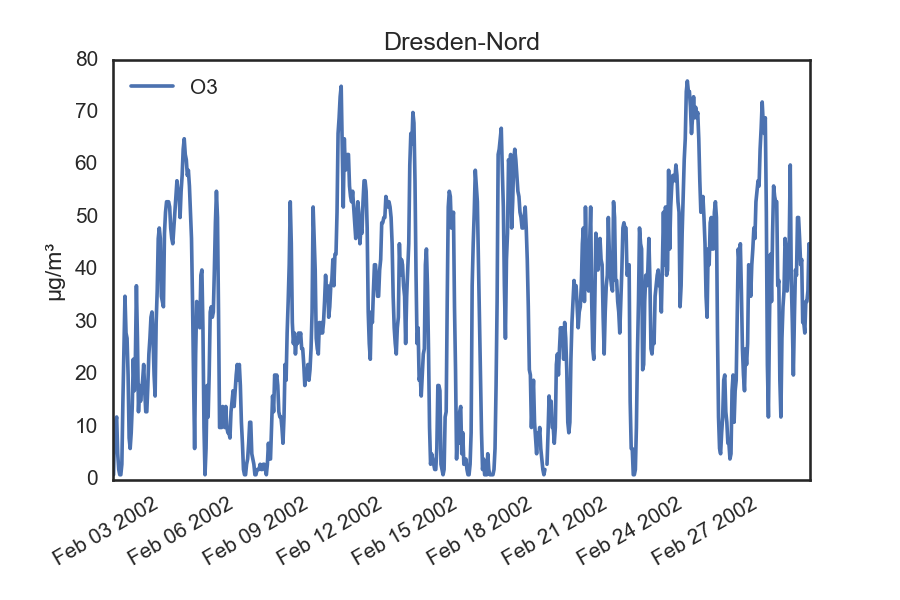 Dresden-Nord
80
O3
70
60
50
40
30
20
10
0
µg/m³
Feb 03 2002
Feb 06 2002
Feb 09 2002
Feb 12 2002
Feb 15 2002
Feb 18 2002
Feb 21 2002
Feb 24 2002
Feb 27 2002